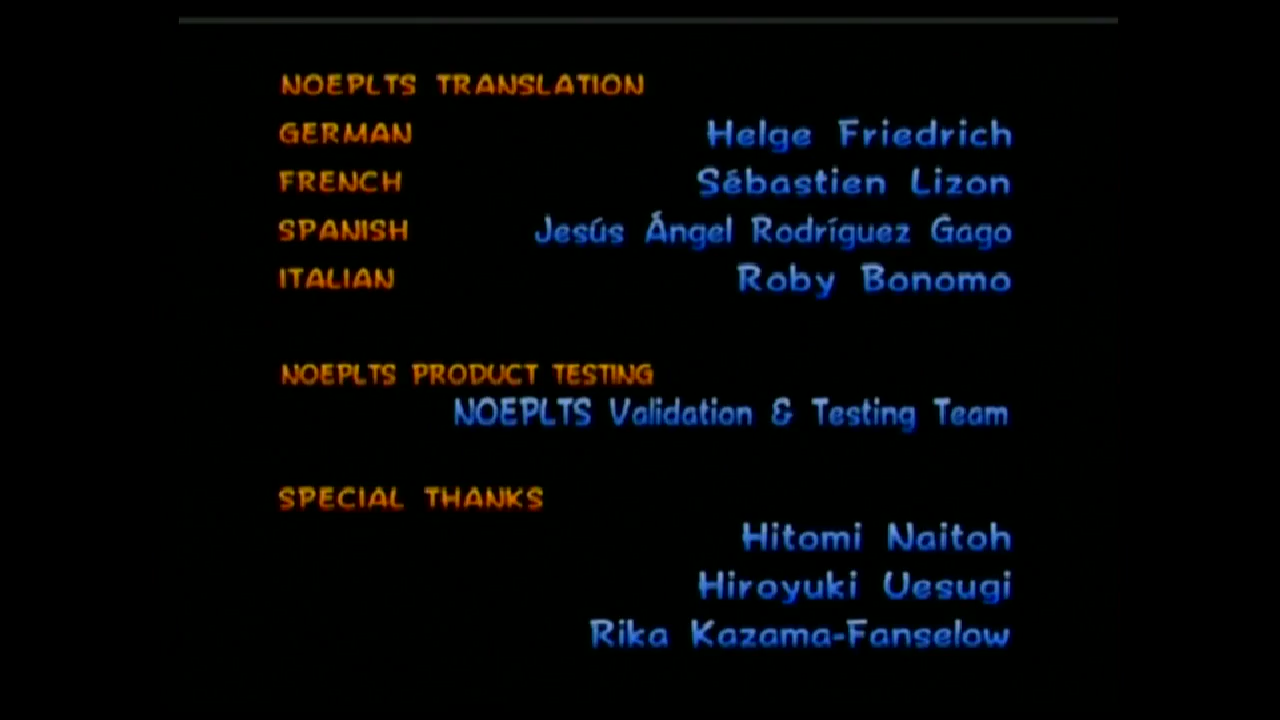 NOEPLTS TRANSLATION
GERMAN Helge Friedrich
FRENCH Sébastien Lizon
SPANISH Jesús Ángel Rodríguez Gago
ITALIAN Roby Bonomo
NOEPLTS PRODUCT TESTING
NOEPLTS Validation & Testing Team
SPECIAL THANKS
Hitomi Naitoh
Hiroyuki Uesugi
Rika Kazama-Fanselow